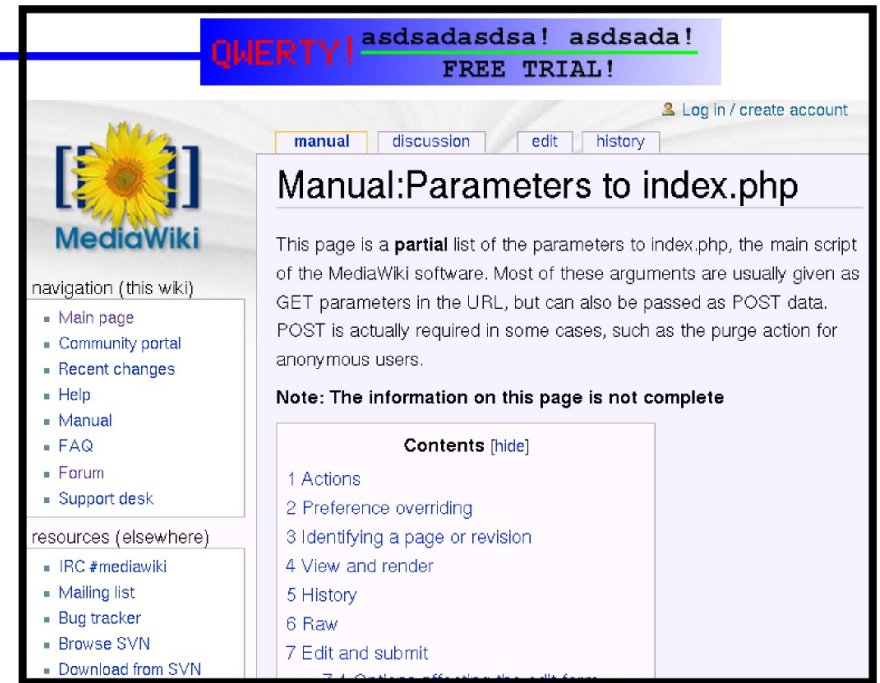 QWERTY! asdsadasdsa! asdsada!
FREE TRIAL!
Log in / create account
manual discussion edit history
MediaWiki
Manual:Parameters to index.php
This page is a partial list of the parameters to index.php, the main script
of the MediaWiki software. Most of these arguments are usually given as
GET parameters in the URL, but can also be passed as POST data.
POST is actually required in some cases, such as the purge action for
anonymous users.
Note: The information on this page is not complete
Contents [hide]
1 Actions
2 Preference overriding
3 Identifying a page or revision
4 View and render
5 History
6 Raw
7 Edit and submit
7.1 Options affecting the edit form
navigation (this wiki)
Main page
Community portal
Recent changes
Help
Manual
FAQ
Forum
Support desk
resources (elsewhere)
IRC #mediawiki
Mailing list
Bug tracker
Browse SVN
Download from SVN